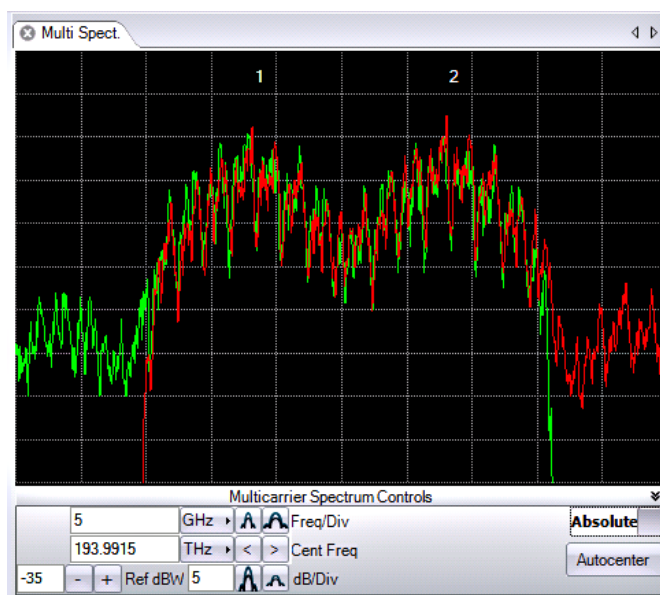 Multi Spect.
1 2
Multicarrier Spectrum Controls
5 GHz Freq/Div Absolute
193.9915 THz < > Cent Freq
Autocenter
-35 - + Ref dBW 5 dB/Div